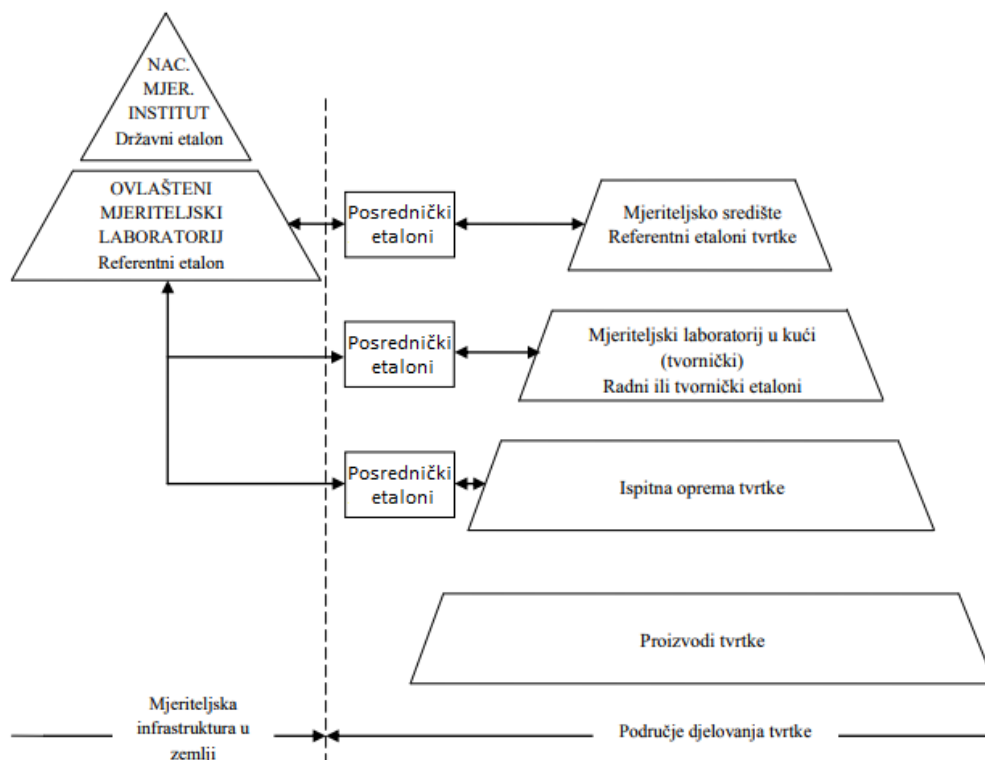 NAC.
MJER.
INSTITUT
Državni etalon
OVLAŠTENI
MJERITELJSKI
LABORATORIJ
Referentni etalon
Posrednički
etaloni
Mjeriteljsko središte
Referentni etaloni tvrtke
Posrednički
etaloni
Mjeriteljski laboratorij u kući
(tvornički)
Radni ili tvornički etaloni
Posrednički
etaloni
Ispitna oprema tvrtke
Proizvodi tvrtke
Mjeriteljska
infrastruktura u
zemlji
Područje djelovanja tvrtke